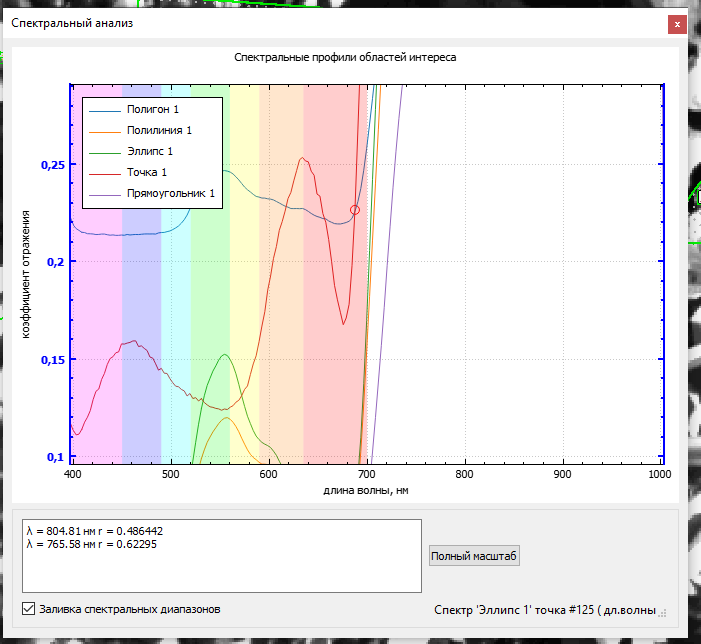 Спектральный анализ
x
Спектральные профили областей интереса
Полигон 1
Полилиния 1
Эллипс 1
Точка 1
Прямоугольник 1
коэффициент отражения
0,25
0,2
0,15
0,1
400 500 600 700 800 900 1000
длина волны, нм
λ = 804.81 нм r = 0.486442
λ = 765.58 нм r = 0.62295
Полный масштаб
Заливка спектральных диапазонов
Спектр 'Эллипс 1' точка #125 ( дл.волны